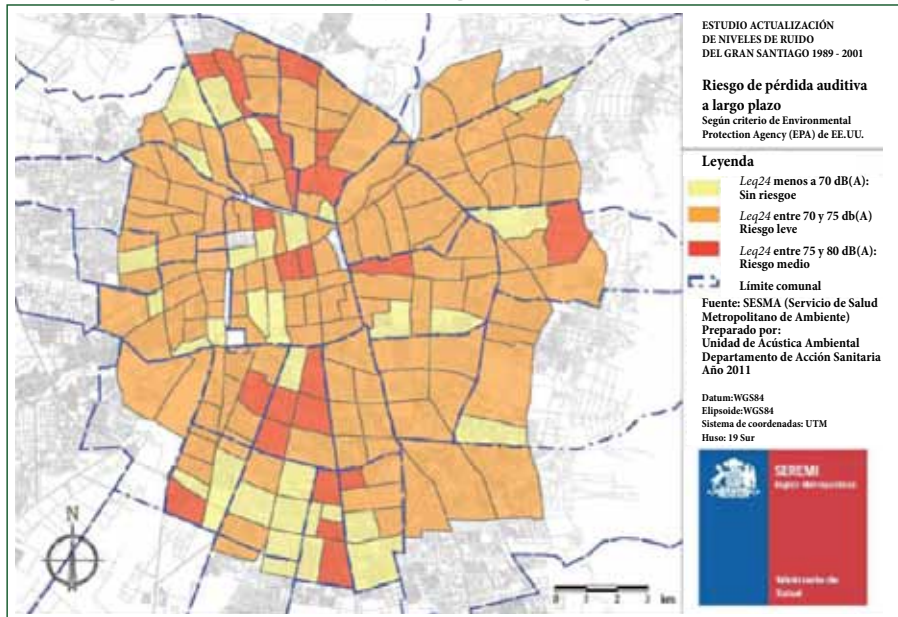 ESTUDIO ACTUALIZACIÓN
DE NIVELES DE RUIDO
DEL GRAN SANTIAGO 1989 - 2001
Riesgo de pérdida auditiva
a largo plazo
Según criterio de Environmental
Protection Agency (EPA) de EE.UU.
Leyenda
Leq24 menos a 70 dB(A):
Sin riesgoe
Leq24 entre 70 y 75 db(A)
Riesgo leve
Leq24 entre 75 y 80 dB(A):
Riesgo medio
Límite comunal
Fuente: SESMA (Servicio de Salud
Metropolitano de Ambiente)
Preparado por:
Unidad de Acústica Ambiental
Departamento de Acción Sanitaria
Año 2011
Datum:WGS84
Elipsoide:WGS84
Sistema de coordenadas: UTM
Huso: 19 Sur
SEREMI
Región Metropolitana
Ministerio de
Salud
N
0 1 2 3
km